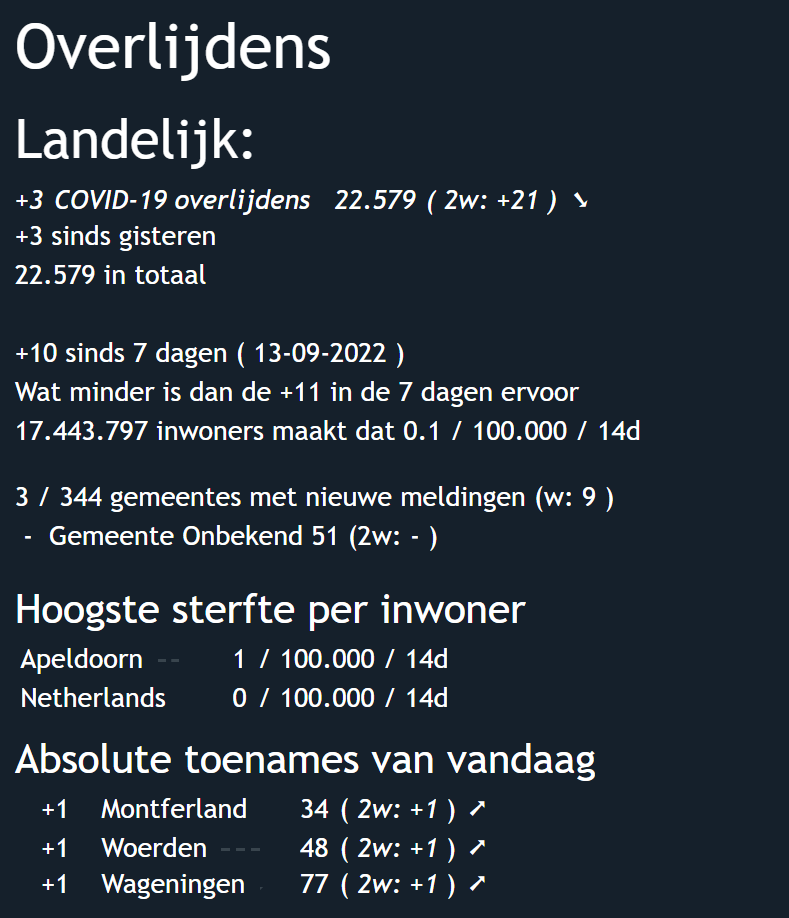 Overlijdens
Landelijk:
+3 COVID-19 overlijdens 22.579 ( 2w: +21 ) ➘
+3 sinds gisteren
22.579 in totaal
+10 sinds 7 dagen ( 13-09-2022 )
Wat minder is dan de +11 in de 7 dagen ervoor
17.443.797 inwoners maakt dat 0.1 / 100.000 / 14d
3 / 344 gemeentes met nieuwe meldingen (w: 9 )
- Gemeente Onbekend 51 (2w: - )
Hoogste sterfte per inwoner
Apeldoorn -- 1 / 100.000 / 14d
Netherlands 0 / 100.000 / 14d
Absolute toenames van vandaag
+1 Montferland 34 ( 2w: +1 ) ➚
+1 Woerden --- 48 ( 2w: +1 ) ➚
+1 Wageningen · 77 ( 2w: +1 ) ➚